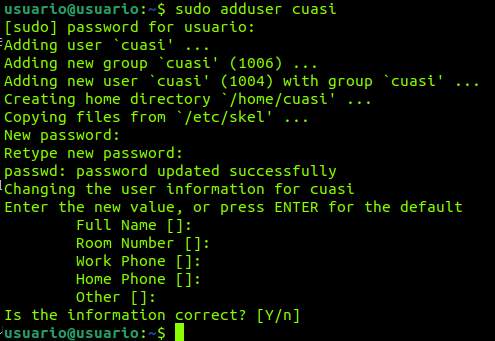 usuario@usuario:~$ sudo adduser cuasi
[sudo] password for usuario:
Adding user `cuasi' ...
Adding new group `cuasi' (1006) ...
Adding new user `cuasi' (1004) with group `cuasi' ...
Creating home directory `/home/cuasi' ...
Copying files from `/etc/skel' ...
New password:
Retype new password:
passwd: password updated successfully
Changing the user information for cuasi
Enter the new value, or press ENTER for the default
        Full Name []:
        Room Number []:
        Work Phone []:
        Home Phone []:
        Other []:
Is the information correct? [Y/n]
usuario@usuario:~$